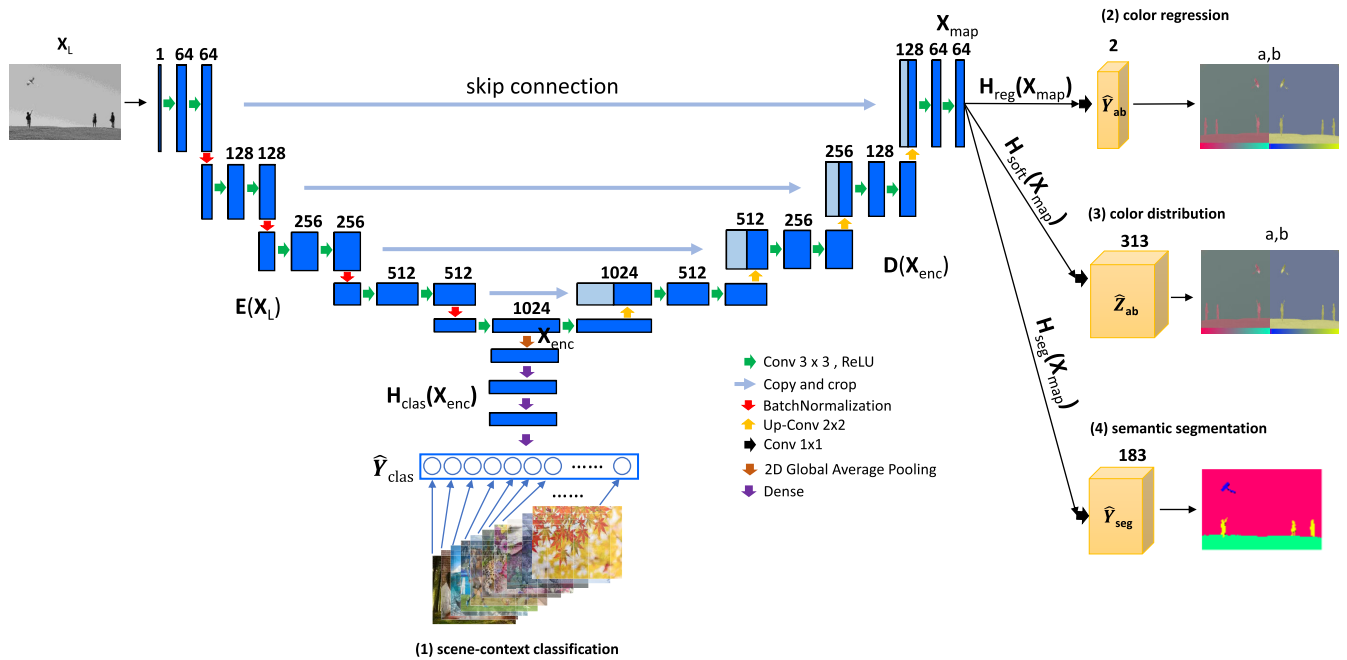 (2) color regression
X_L
X_map
1 64 64
128 64 64
2
a,b
skip connection
H_reg(X_map)
Ŷ_ab
128 128
256 128
H_soft(X_map)
256 256
512 256
(3) color distribution
313
a,b
D(X_enc)
512 512
1024 512
E(X_L)
Ẑ_ab
1024
X_enc
H_seg(X_map)
Conv 3 x 3 , ReLU
H_clas(X_enc)
Copy and crop
BatchNormalization
Up-Conv 2x2
(4) semantic segmentation
Conv 1x1
183
Ŷ_clas
......
2D Global Average Pooling
Dense
......
Ŷ_seg
(1) scene-context classification